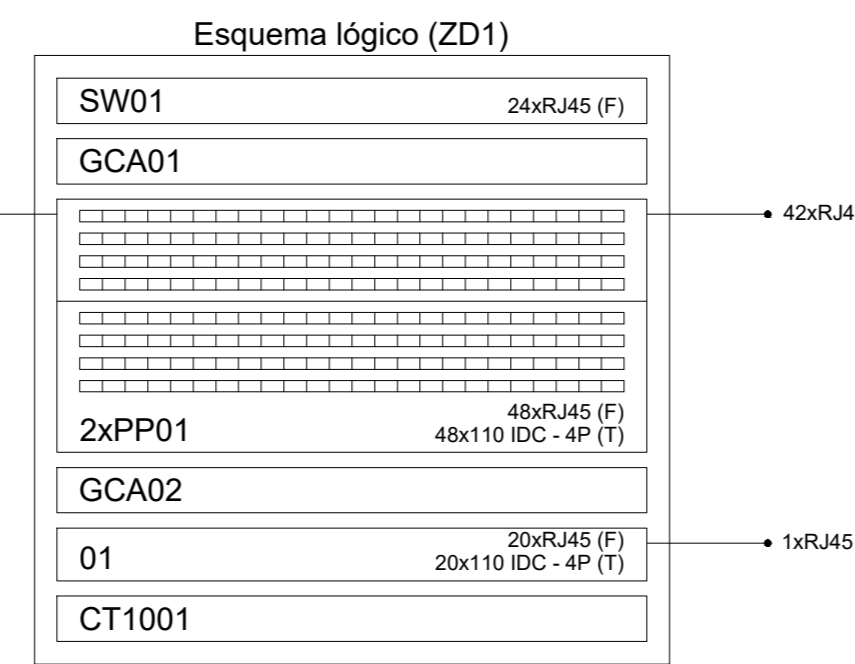 Esquema lógico (ZD1)
SW01
24xRJ45 (F)
GCA01
42xRJ4
48xRJ45 (F)
2xPP01
48x110 IDC - 4P (T)
GCA02
20xRJ45 (F)
01
20x110 IDC - 4P (T)
1xRJ45
CT1001